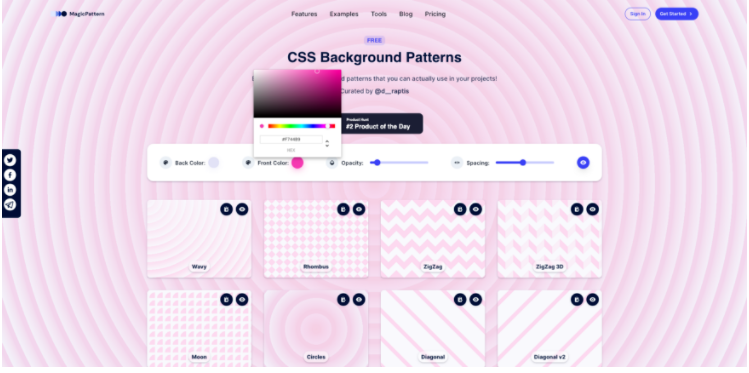 MagicPattern
Features Examples Tools Blog Pricing
Sign in Get Started
FREE
CSS Background Patterns
d patterns that you can actually use in your projects!
Curated by @d__raptis
Product Hunt
#2 Product of the Day
HEX
Back Color: Front Color: Opacity: Spacing:
Wavy Rhombus ZigZag ZigZag 3D
Moon Circles Diagonal Diagonal v2